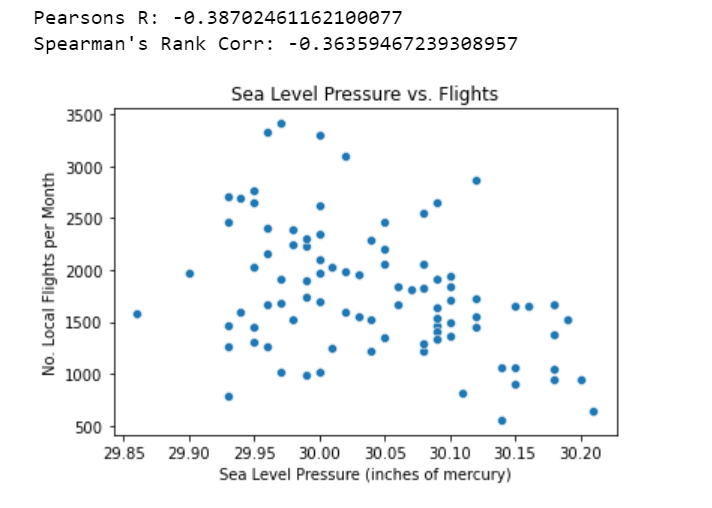 Pearsons R: -0.38702461162100077
Spearman's Rank Corr: -0.36359467239308957
Sea Level Pressure vs. Flights
No. Local Flights per Month
3500
3000
2500
2000
1500
1000
500
29.85 29.90 29.95 30.00 30.05 30.10 30.15 30.20
Sea Level Pressure (inches of mercury)